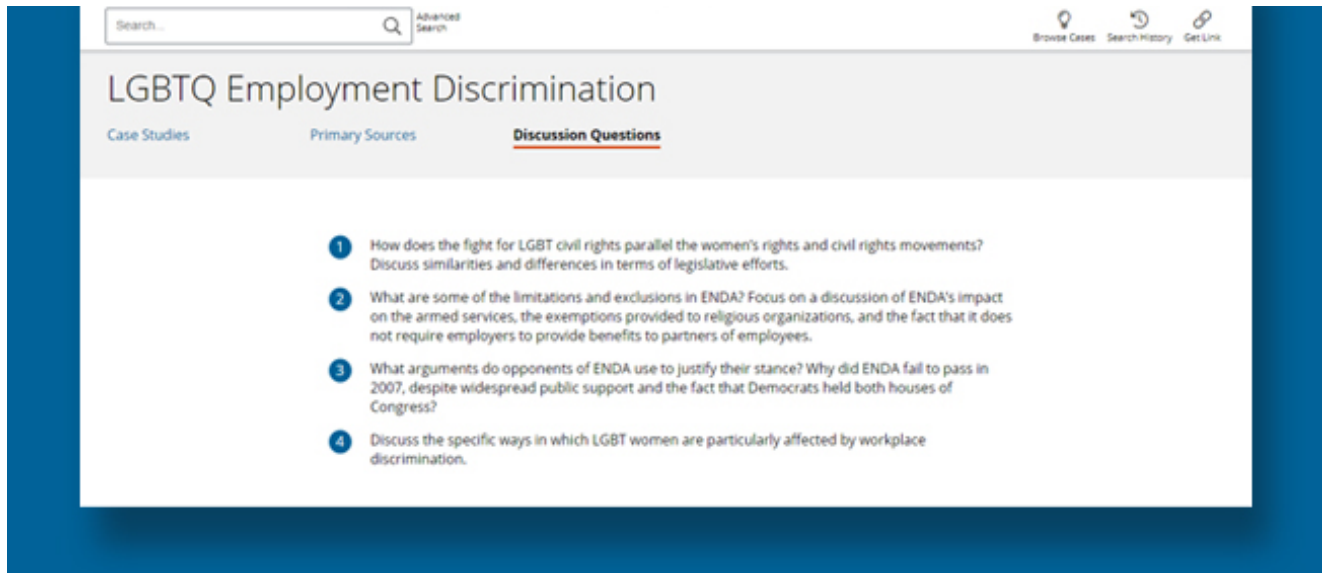 Search...
Advanced
Search
Browse Cases Search History Get Link
LGBTQ Employment Discrimination
Case Studies Primary Sources Discussion Questions
1 How does the fight for LGBT civil rights parallel the women's rights and civil rights movements?
Discuss similarities and differences in terms of legislative efforts.
2 What are some of the limitations and exclusions in ENDA? Focus on a discussion of ENDA's impact
on the armed services, the exemptions provided to religious organizations, and the fact that it does
not require employers to provide benefits to partners of employees.
3 What arguments do opponents of ENDA use to justify their stance? Why did ENDA fail to pass in
2007, despite widespread public support and the fact that Democrats held both houses of
Congress?
4 Discuss the specific ways in which LGBT women are particularly affected by workplace
discrimination.